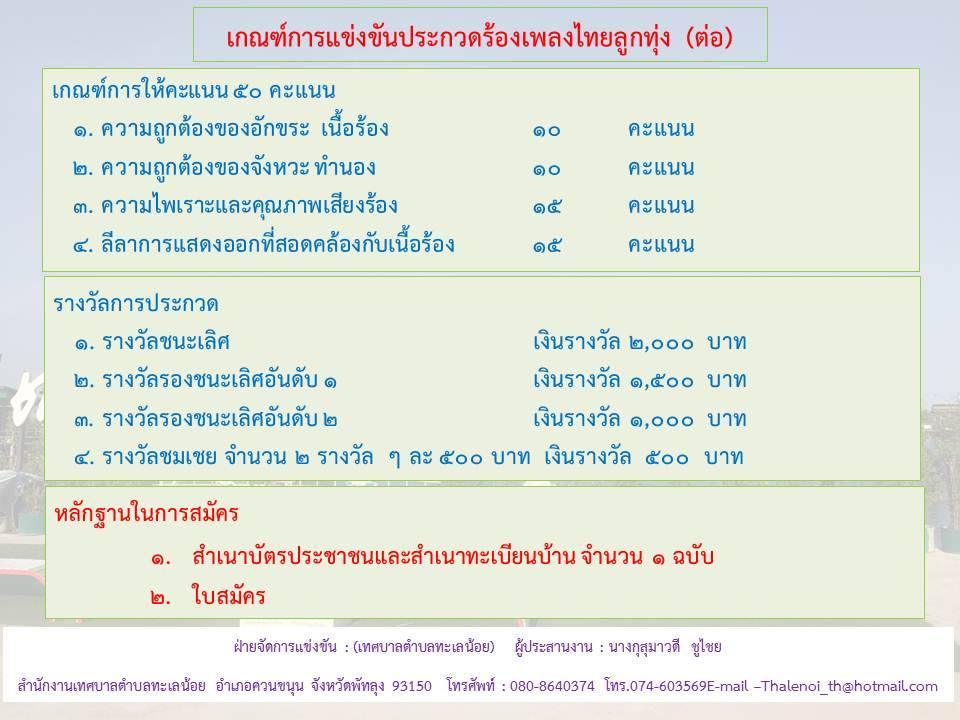 เกณฑ์การแข่งขันประกวดร้องเพลงไทยลูกทุ่ง (ต่อ)
เกณฑ์การให้คะแนน ๕๐ คะแนน
๑. ความถูกต้องของอักขระ เนื้อร้อง ๑๐ คะแนน
๒. ความถูกต้องของจังหวะ ทำนอง ๑๐ คะแนน
๓. ความไพเราะและคุณภาพเสียงร้อง ๑๕ คะแนน
๔. ลีลาการแสดงออกที่สอดคล้องกับเนื้อร้อง ๑๕ คะแนน
รางวัลการประกวด
๑. รางวัลชนะเลิศ เงินรางวัล ๒,๐๐๐ บาท
๒. รางวัลรองชนะเลิศอันดับ ๑ เงินรางวัล ๑,๕๐๐ บาท
๓. รางวัลรองชนะเลิศอันดับ ๒ เงินรางวัล ๑,๐๐๐ บาท
๔. รางวัลชมเชย จำนวน ๒ รางวัล ๆ ละ ๕๐๐ บาท เงินรางวัล ๕๐๐ บาท
หลักฐานในการสมัคร
๑. สำเนาบัตรประชาชนและสำเนาทะเบียนบ้าน จำนวน ๑ ฉบับ
๒. ใบสมัคร
ฝ่ายจัดการแข่งขัน : (เทศบาลตำบลทะเลน้อย) ผู้ประสานงาน : นางกุสุมาวดี ชูไชย
สำนักงานเทศบาลตำบลทะเลน้อย อำเภอควนขนุน จังหวัดพัทลุง 93150 โทรศัพท์ : 080-8640374 โทร.074-603569E-mail –Thalenoi_th@hotmail.com